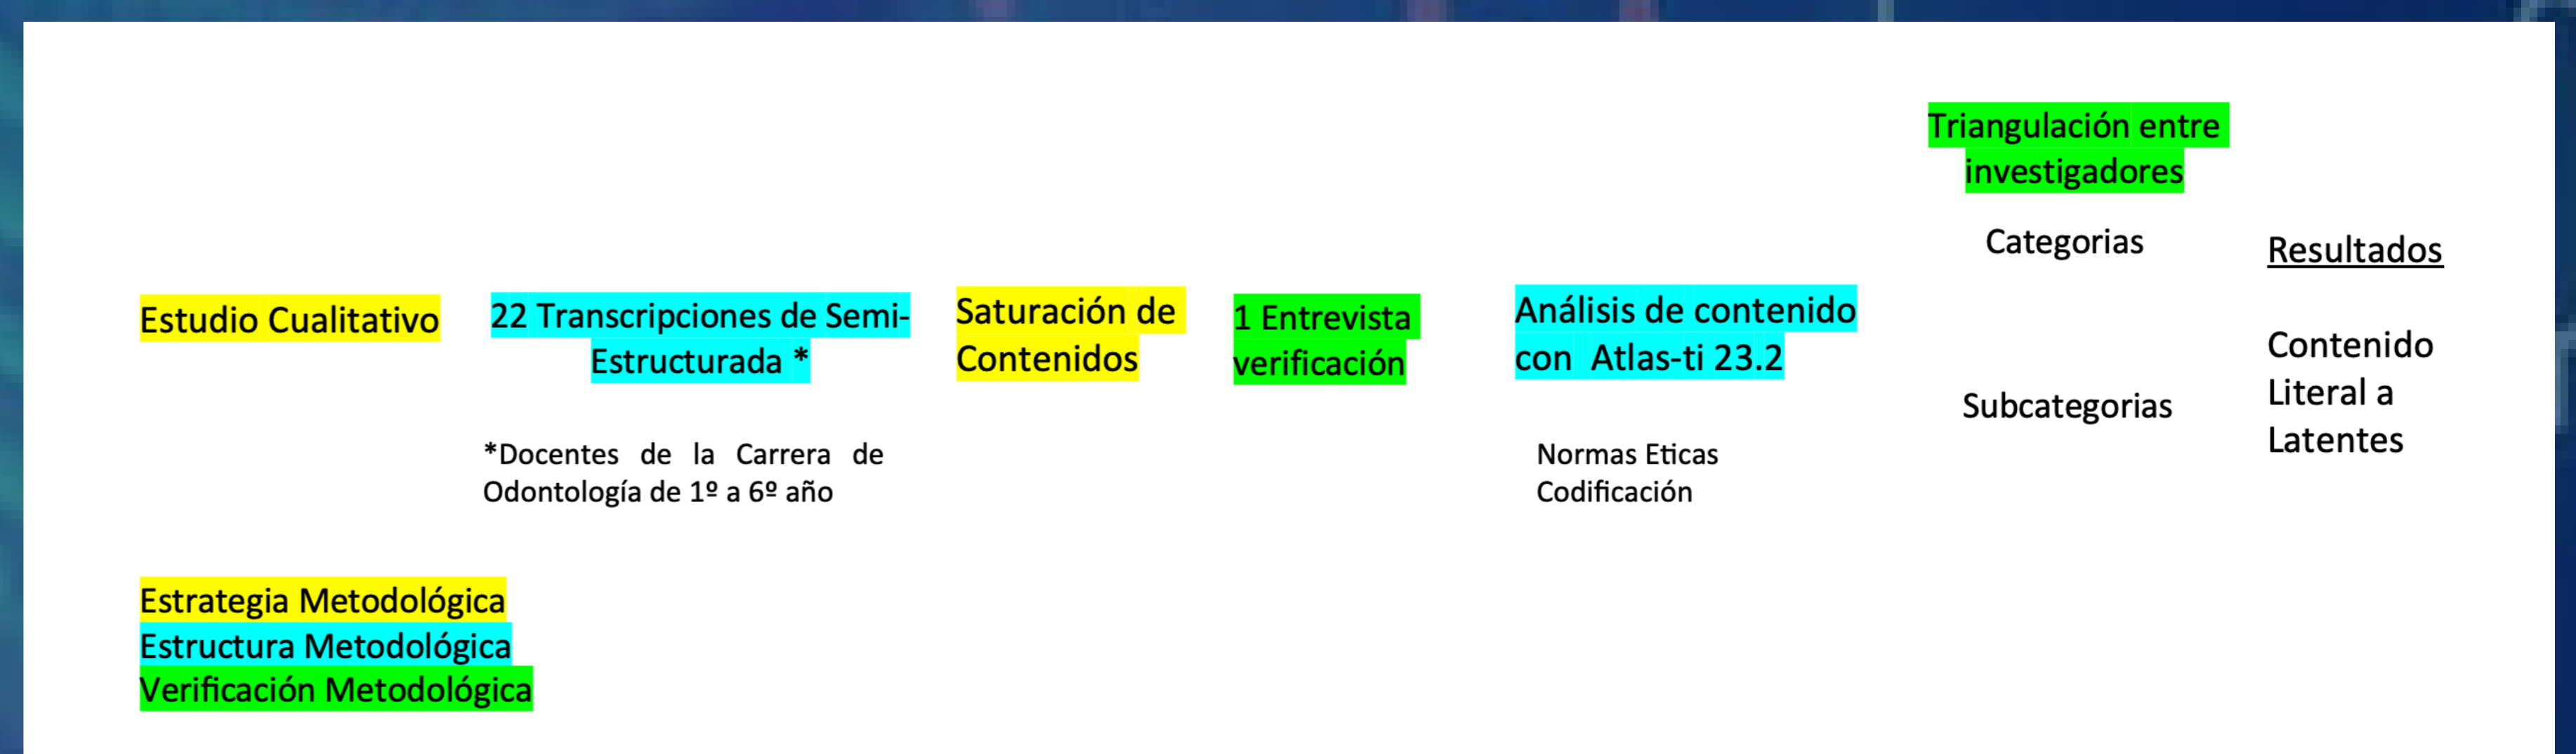 Triangulación entre
investigadores
Categorias
Resultados
Estudio Cualitativo
22 Transcripciones de Semi-
Estructurada *
Saturación de
Contenidos
1 Entrevista
verificación
Análisis de contenido
con Atlas-ti 23.2
Contenido
Literal a
Latentes
Subcategorias
*Docentes de la Carrera de
Odontología de 1º a 6º año
Normas Eticas
Codificación
Estrategia Metodológica
Estructura Metodológica
Verificación Metodológica